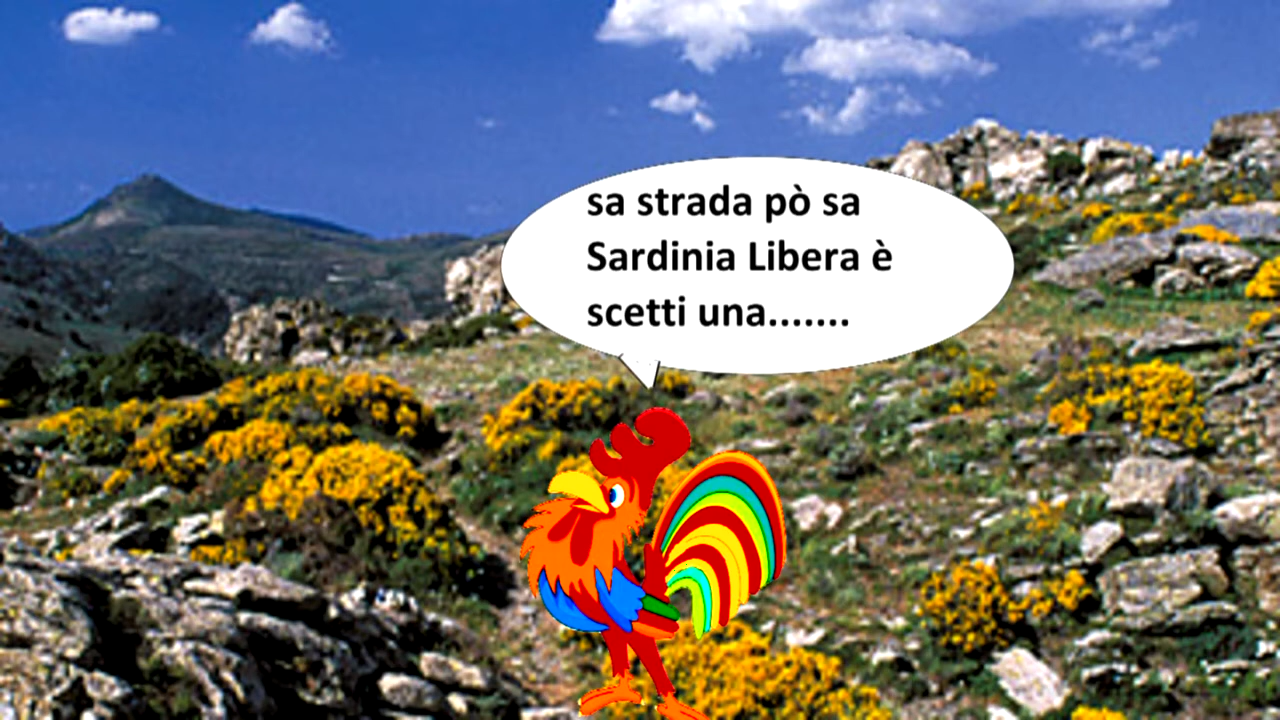 sa strada pò sa
Sardinia Libera è
scetti una.......